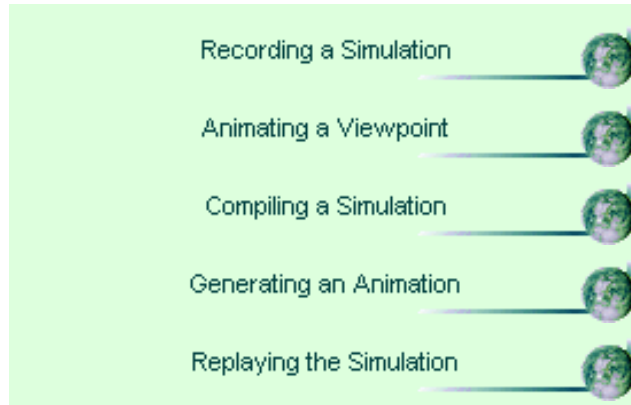 Recording a Simulation
Animating a Viewpoint
Compiling a Simulation
Generating an Animation
Replaying the Simulation